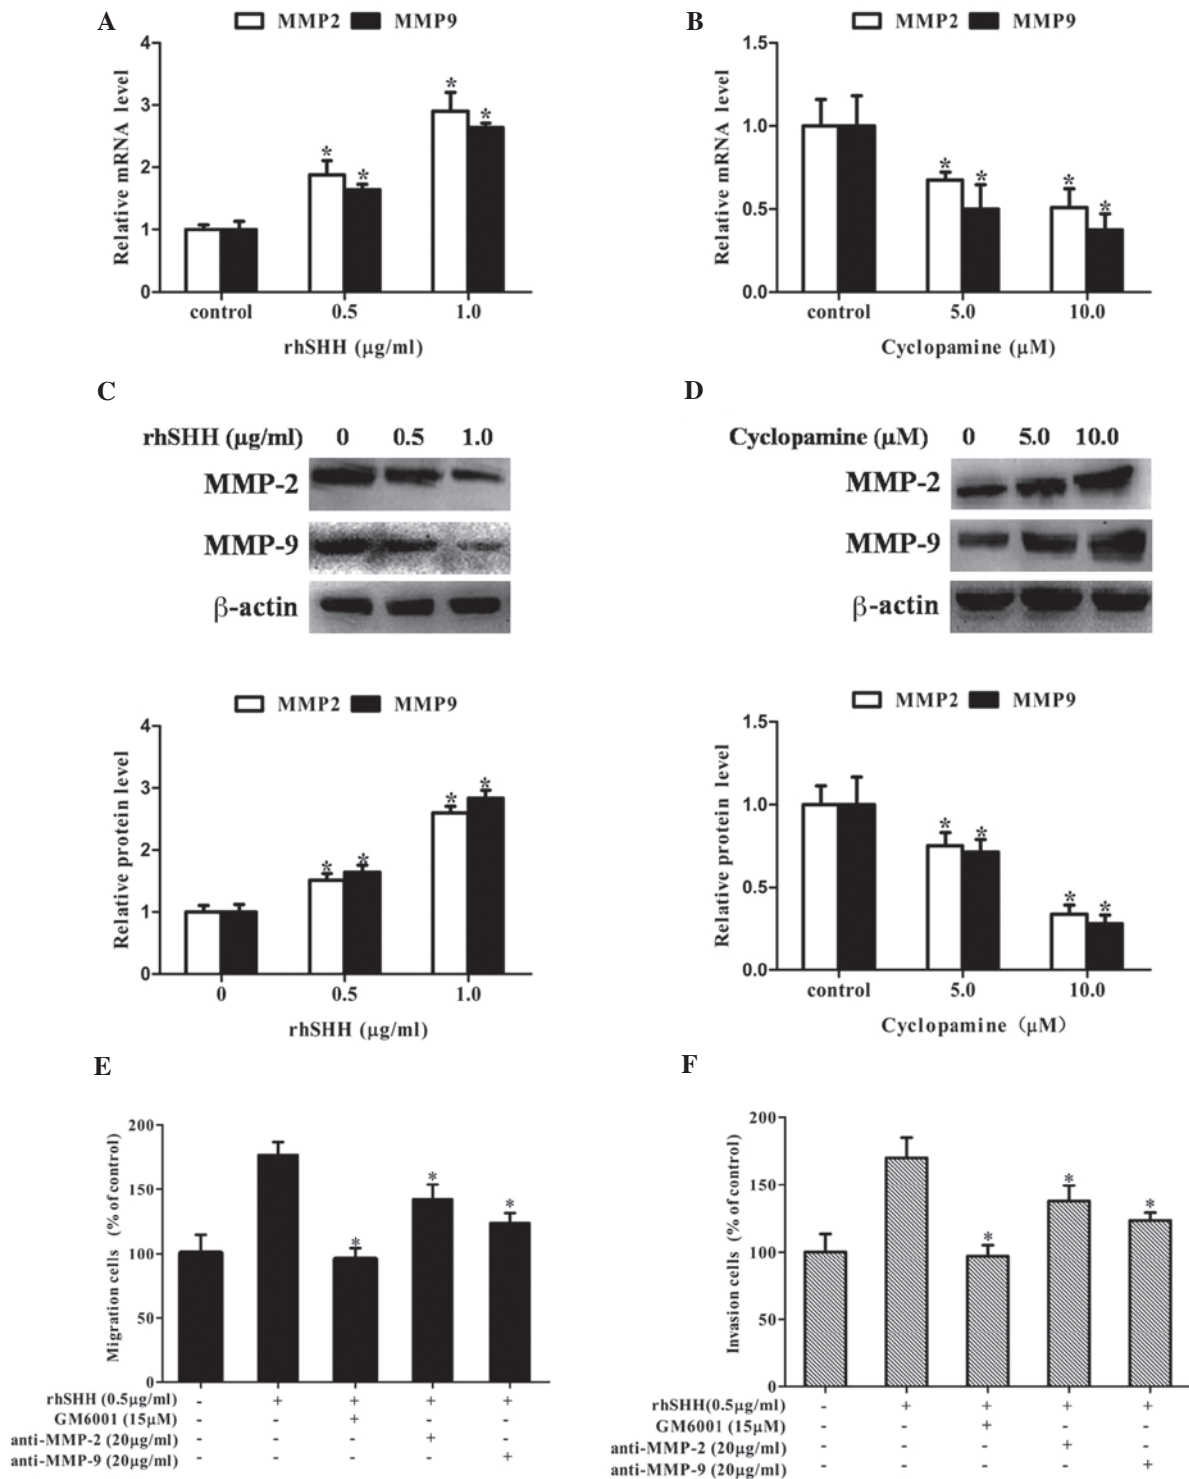 A
MMP2 MMP9
Relative mRNA level
4
3
2
1
0
* * * *
control 0.5 1.0
rhSHH (μg/ml)
B
MMP2 MMP9
Relative mRNA level
1.5
1.0
0.5
0.0
* * * *
control 5.0 10.0
Cyclopamine (μM)
C
rhSHH (μg/ml) 0 0.5 1.0
MMP-2
MMP-9
β-actin
MMP2 MMP9
Relative protein level
4
3
2
1
0
* * * *
0 0.5 1.0
rhSHH (μg/ml)
D
Cyclopamine (μM) 0 5.0 10.0
MMP-2
MMP-9
β-actin
MMP2 MMP9
Relative protein level
1.5
1.0
0.5
0.0
* * * *
control 5.0 10.0
Cyclopamine (μM)
E
Migration cells (% of control)
200
150
100
50
0
* * *
rhSHH (0.5μg/ml) - + + + +
GM6001 (15μM) - - + - -
anti-MMP-2 (20μg/ml) - - - + -
anti-MMP-9 (20μg/ml) - - - - +
F
Invasion cells (% of control)
200
150
100
50
0
* * *
rhSHH(0.5μg/ml) - + + + +
GM6001 (15μM) - - + - -
anti-MMP-2 (20μg/ml) - - - + -
anti-MMP-9 (20μg/ml) - - - - +